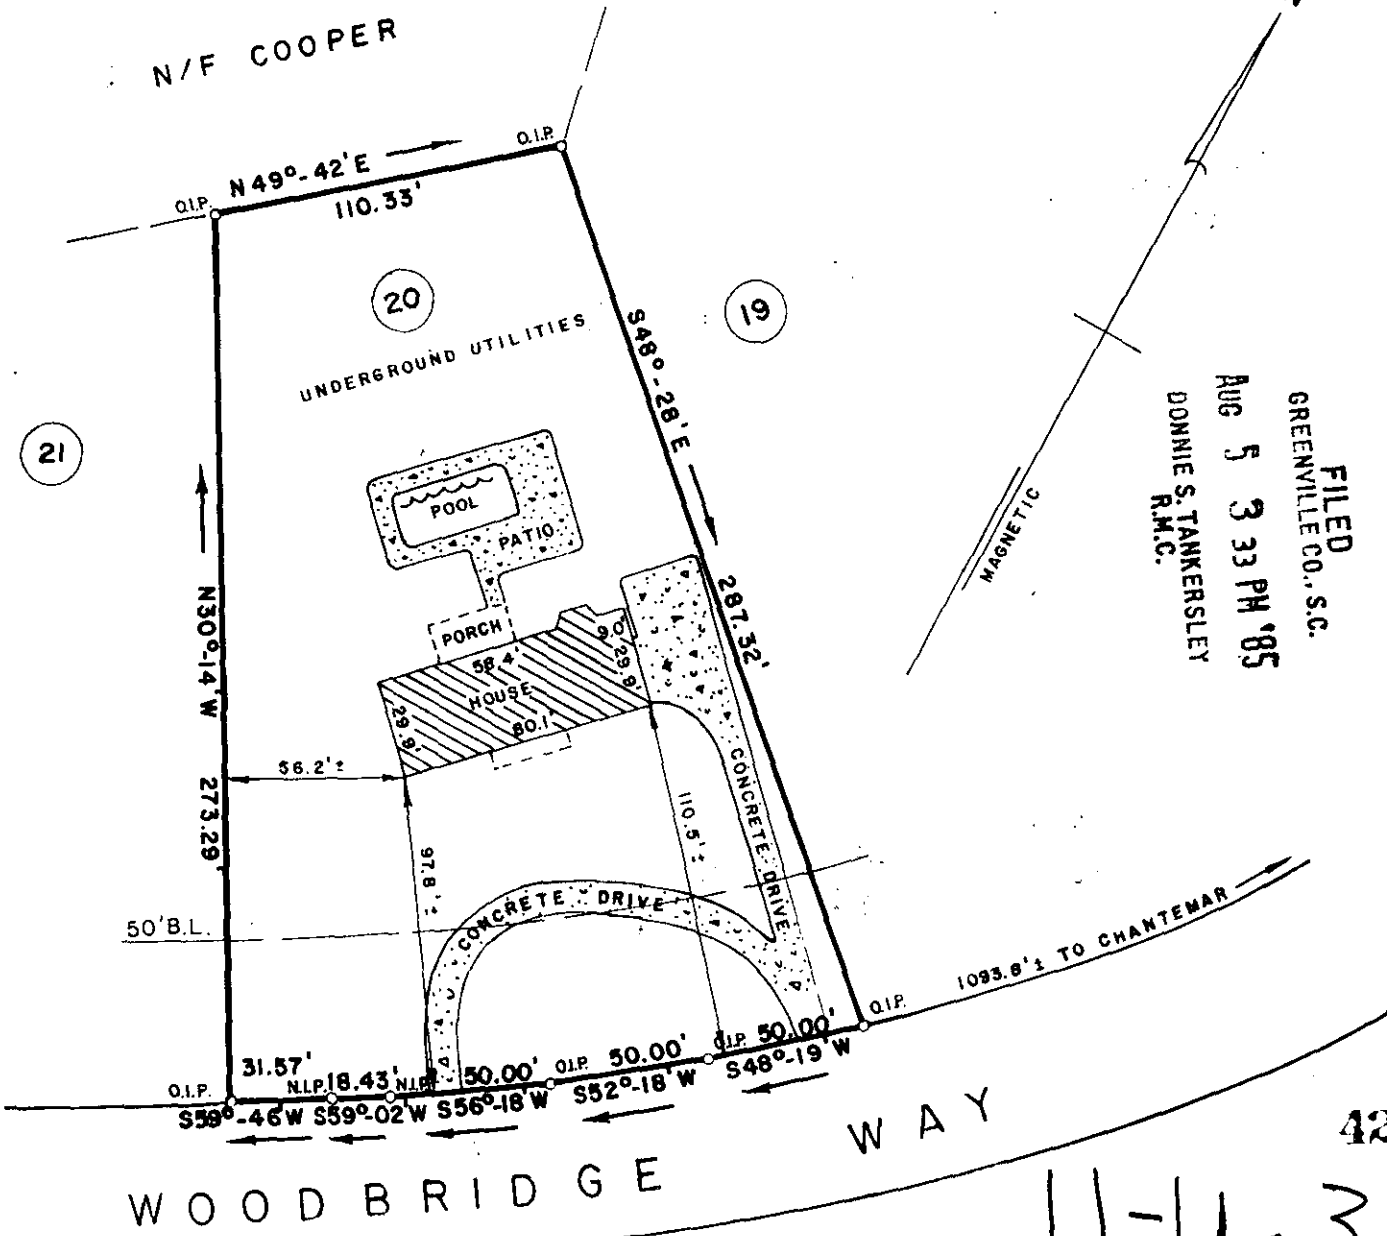 N/F COOPER
O.I.P.
N 49°-42' E
110.33'
O.I.P.
20
19
21
UNDERGROUND UTILITIES
S48°-28'E
287.32'
POOL
PATIO
PORCH
9.0'
58.4'
29.9'
HOUSE
29.9'
80.1'
N30°-14'W
273.29'
56.2'±
97.8'±
110.5'±
CONCRETE DRIVE
CONCRETE DRIVE
50'B.L.
MAGNETIC
FILED
GREENVILLE CO., S.C.
AUG 5 3 33 PM '85
DONNIE S. TANKERSLEY
R.M.C.
1093.8'± TO CHANTEMAR
O.I.P.
31.57'
N.I.P.
18.43'
N.I.P.
50.00'
O.I.P.
50.00'
O.I.P.
50.00'
O.I.P.
S59°-46'W
S59°-02'W
S56°-18'W
S52°-18'W
S48°-19'W
WOODBRIDGE WAY
42